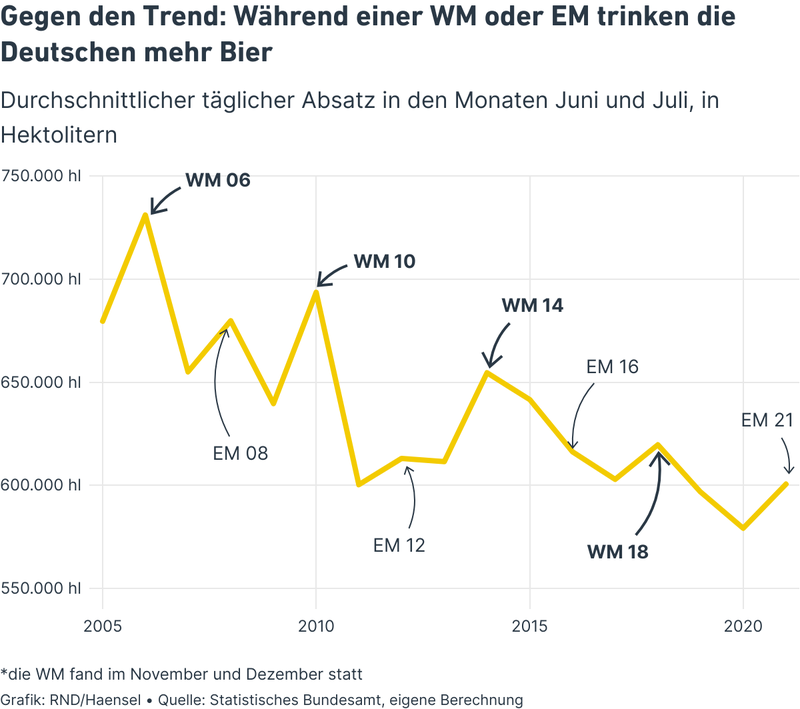 Gegen den Trend: Während einer WM oder EM trinken die
Deutschen mehr Bier
Durchschnittlicher täglicher Absatz in den Monaten Juni und Juli, in
Hektolitern
750.000 hl
WM 06
WM 10
700.000 hl
WM 14
EM 16
650.000 hl
EM 21
EM 08
600.000 hl
EM 12
WM 18
550.000 hl
2005
2010
2015
2020
*die WM fand im November und Dezember statt
Grafik: RND/Haensel • Quelle: Statistisches Bundesamt, eigene Berechnung